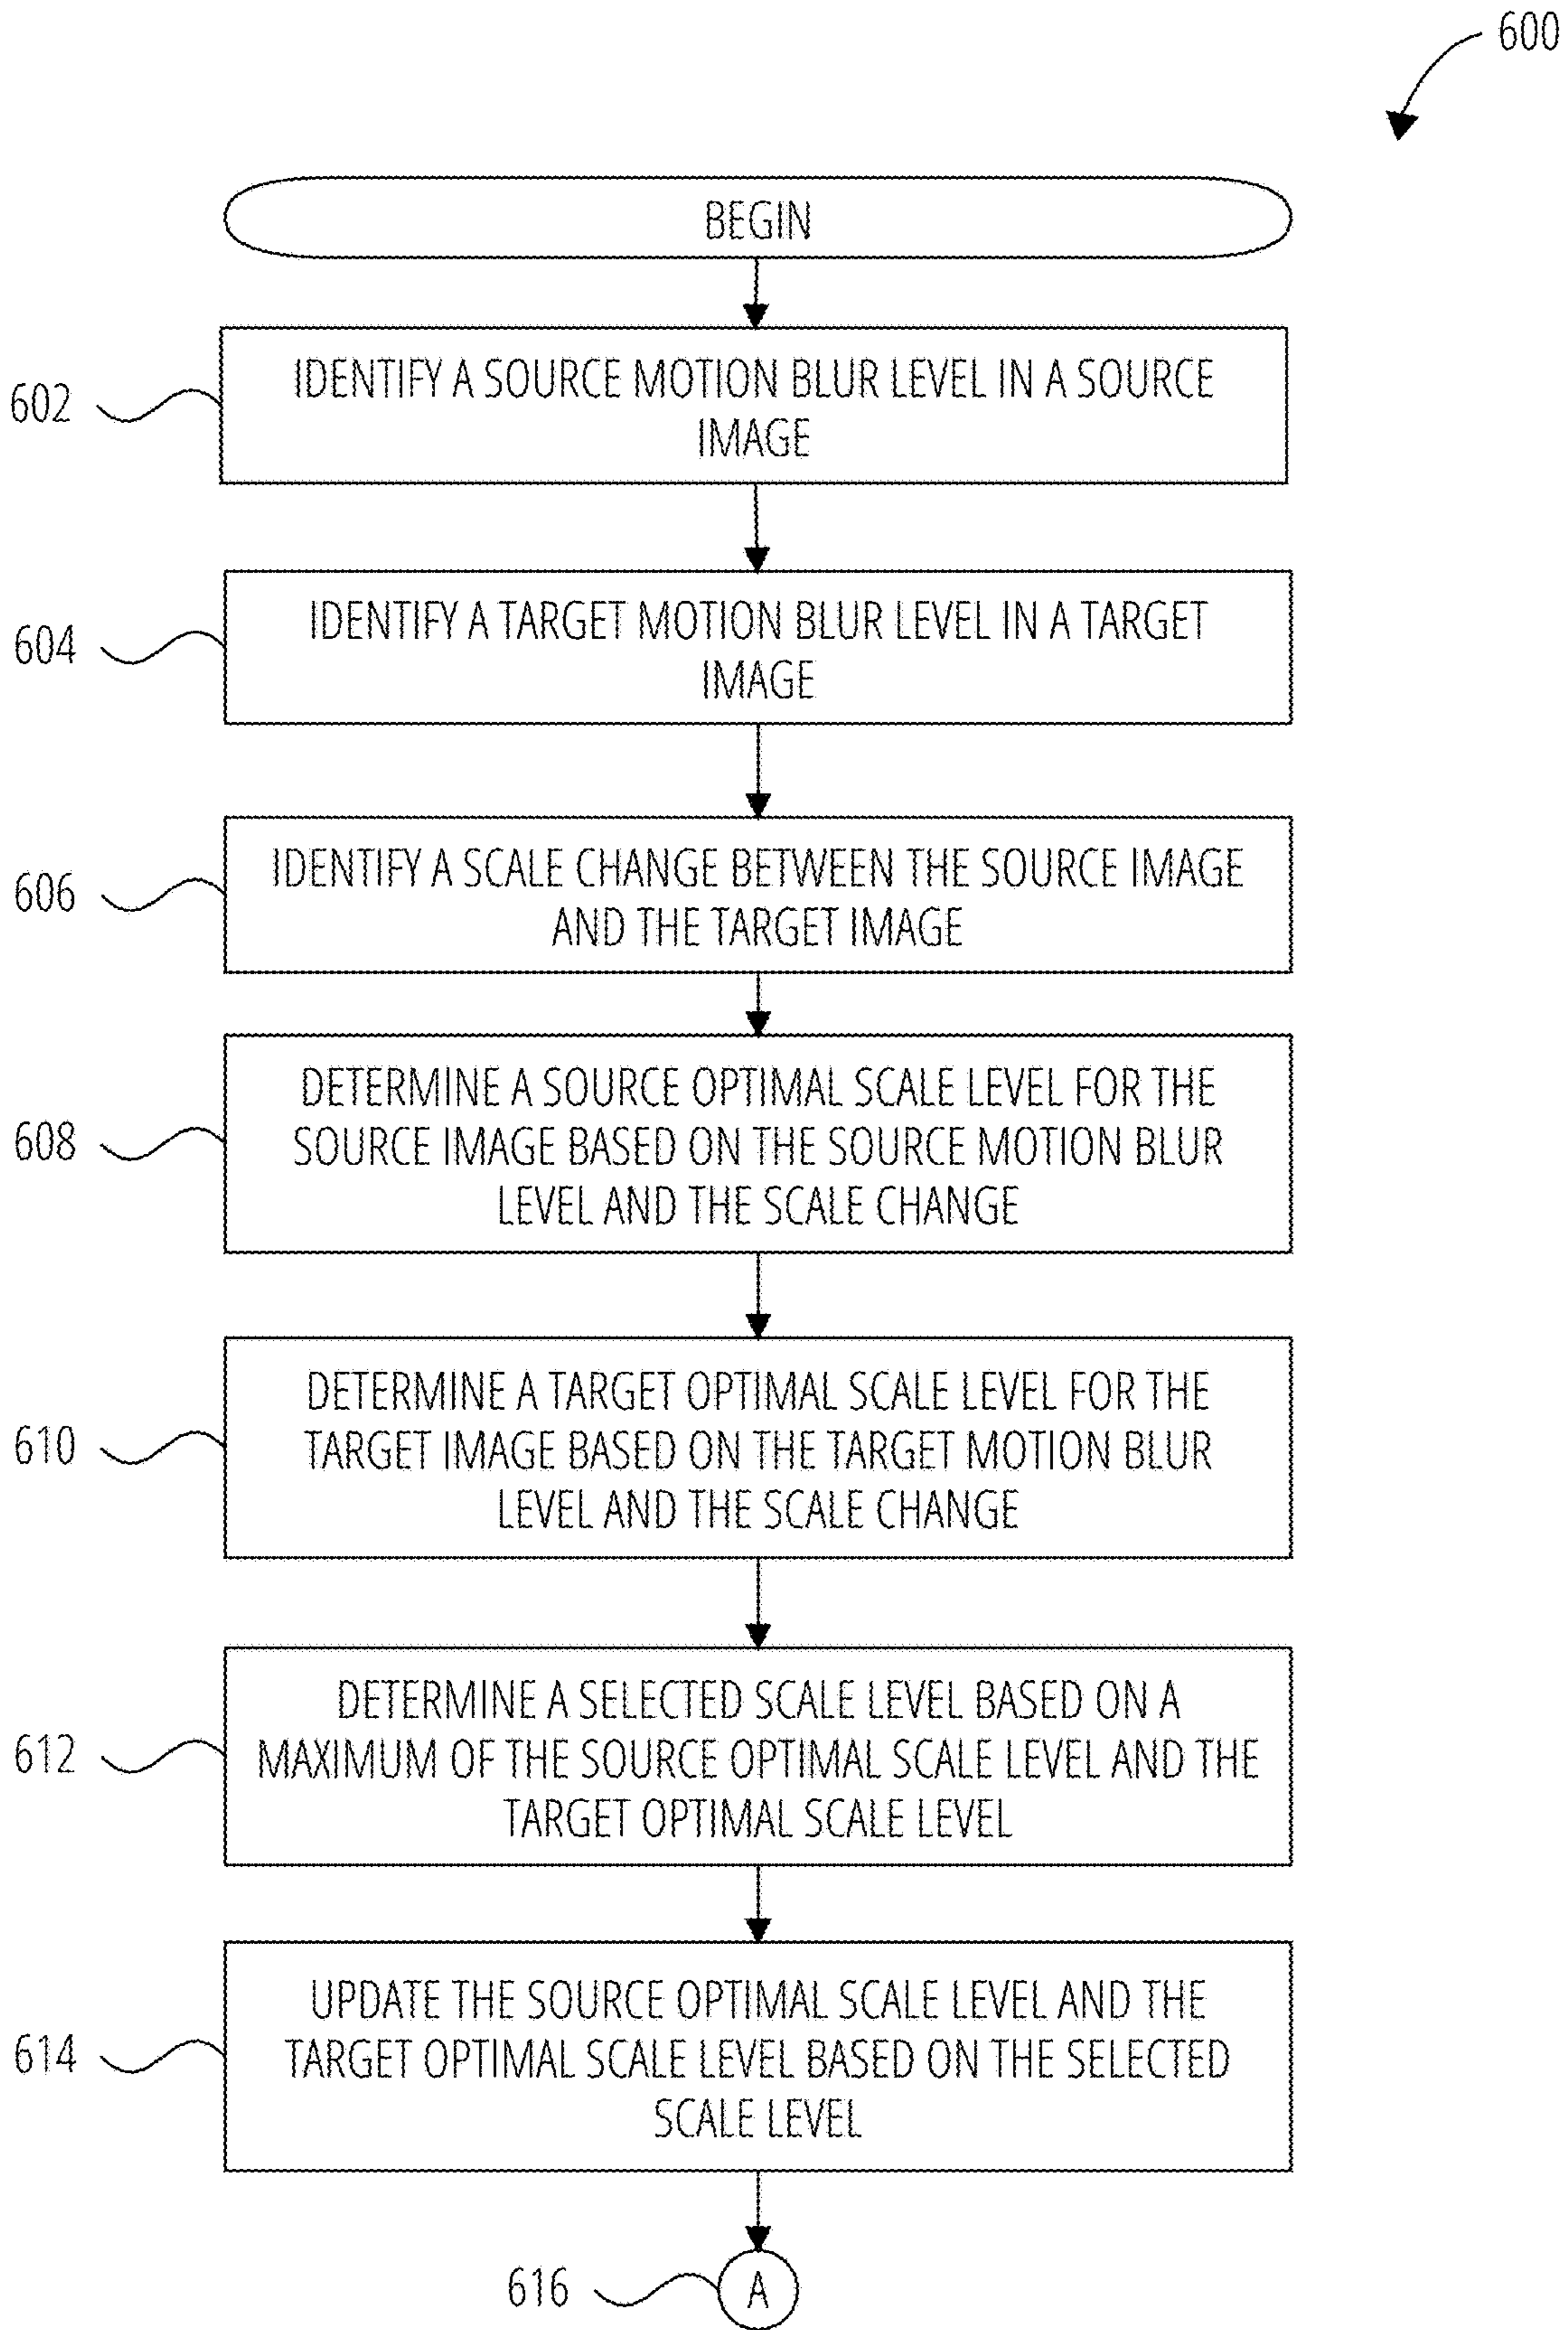 600
BEGIN
602
IDENTIFY A SOURCE MOTION BLUR LEVEL IN A SOURCE
IMAGE
604
IDENTIFY A TARGET MOTION BLUR LEVEL IN A TARGET
IMAGE
606
IDENTIFY A SCALE CHANGE BETWEEN THE SOURCE IMAGE
AND THE TARGET IMAGE
608
DETERMINE A SOURCE OPTIMAL SCALE LEVEL FOR THE
SOURCE IMAGE BASED ON THE SOURCE MOTION BLUR
LEVEL AND THE SCALE CHANGE
610
DETERMINE A TARGET OPTIMAL SCALE LEVEL FOR THE
TARGET IMAGE BASED ON THE TARGET MOTION BLUR
LEVEL AND THE SCALE CHANGE
612
DETERMINE A SELECTED SCALE LEVEL BASED ON A
MAXIMUM OF THE SOURCE OPTIMAL SCALE LEVEL AND THE
TARGET OPTIMAL SCALE LEVEL
614
UPDATE THE SOURCE OPTIMAL SCALE LEVEL AND THE
TARGET OPTIMAL SCALE LEVEL BASED ON THE SELECTED
SCALE LEVEL
616
A